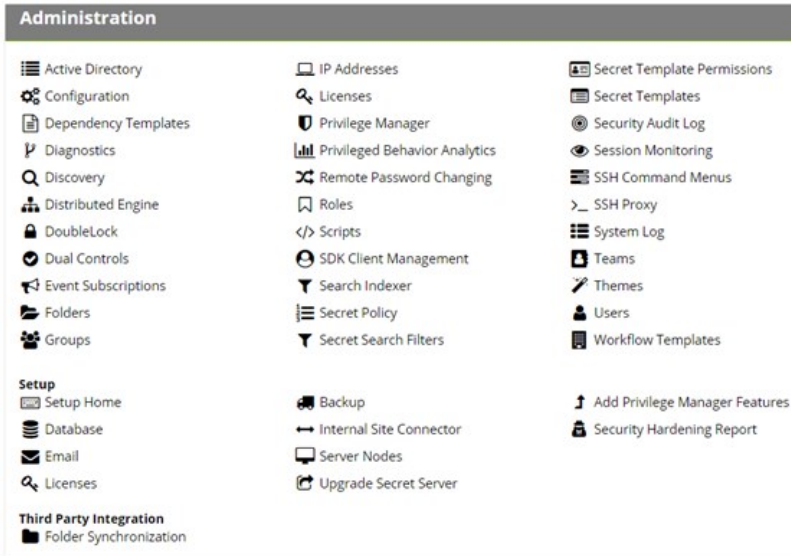 Administration
Active Directory
Configuration
Dependency Templates
Diagnostics
Discovery
Distributed Engine
DoubleLock
Dual Controls
Event Subscriptions
Folders
Groups
IP Addresses
Licenses
Privilege Manager
Privileged Behavior Analytics
Remote Password Changing
Roles
Scripts
SDK Client Management
Search Indexer
Secret Policy
Secret Search Filters
Secret Template Permissions
Secret Templates
Security Audit Log
Session Monitoring
SSH Command Menus
SSH Proxy
System Log
Teams
Themes
Users
Workflow Templates
Setup
Setup Home
Database
Email
Licenses
Backup
Internal Site Connector
Server Nodes
Upgrade Secret Server
Add Privilege Manager Features
Security Hardening Report
Third Party Integration
Folder Synchronization